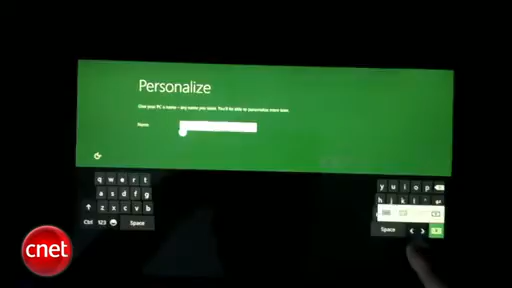 Personalize
Give your PC a name - any name you want. You'll be able to personalize more later.
Name
q w e r t
a s d f g
z x c v b
Ctrl 123 Space
y u i o p
h j k l
Space < >
cnet